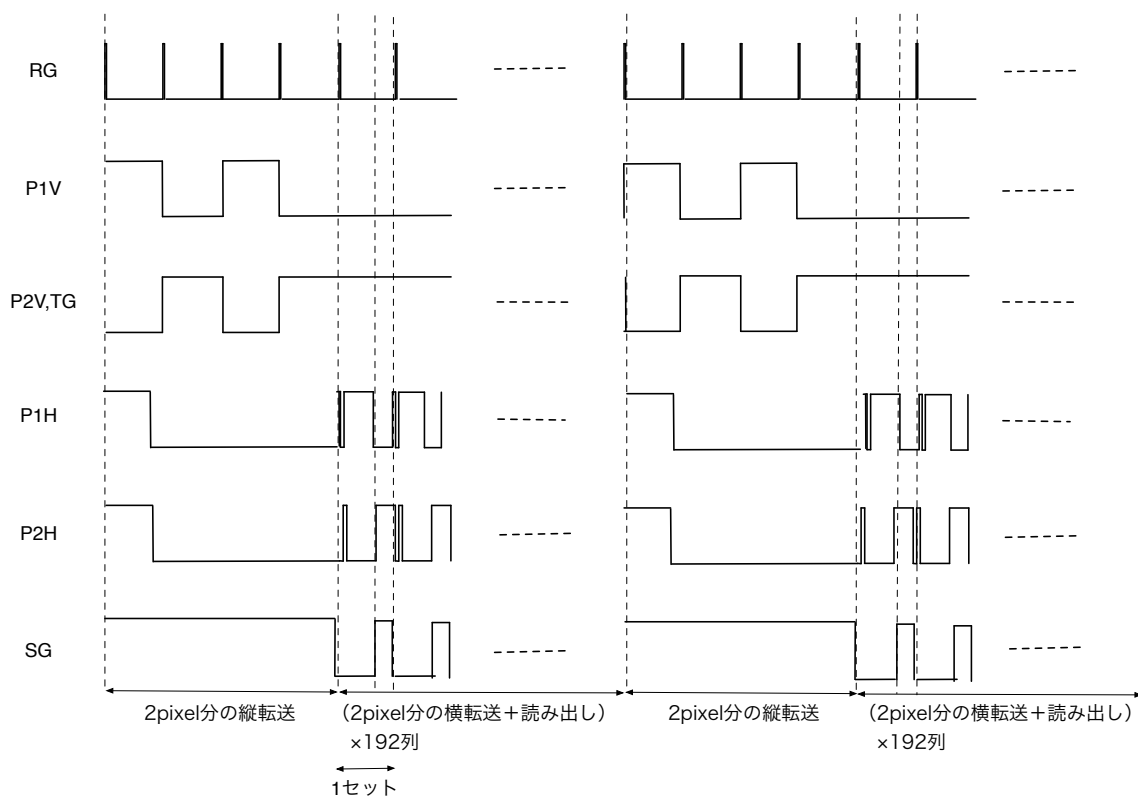 RG
P1V
P2V,TG
P1H
P2H
SG
2pixel分の縦転送
(2pixel分の横転送+読み出し)
×192列
2pixel分の縦転送
(2pixel分の横転送+読み出し)
×192列
1セット